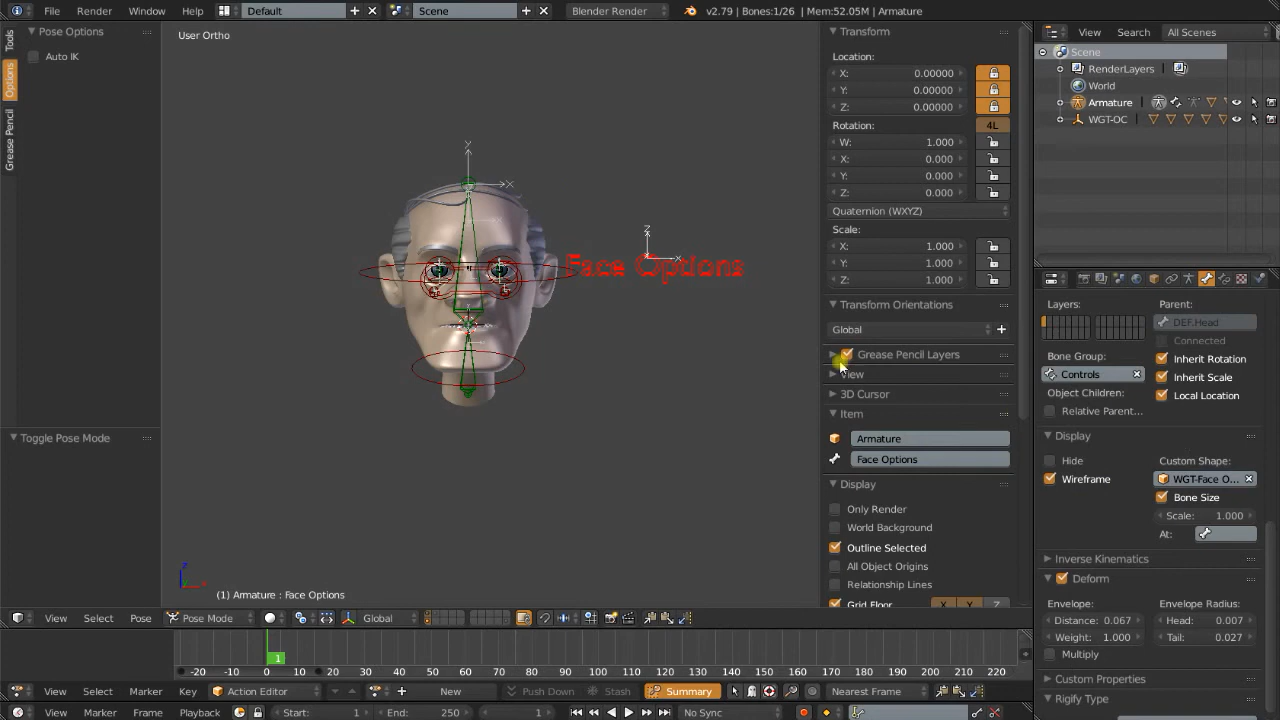 File Render Window Help Default Scene Blender Render v2.79 | Bones:1/26 | Mem:52.05M | Armature
Tools
Options
Grease Pencil
Pose Options
Auto IK
Toggle Pose Mode
User Ortho
Y
X
X
Z
X
Face Options
Z
(1) Armature : Face Options
Transform
Location:
X: 0.00000
Y: 0.00000
Z: 0.00000
Rotation: 4L
W: 1.000
X: 0.000
Y: 0.000
Z: 0.000
Quaternion (WXYZ)
Scale:
X: 1.000
Y: 1.000
Z: 1.000
Transform Orientations
Global
Grease Pencil Layers
View
3D Cursor
Item
Armature
Face Options
Display
Only Render
World Background
Outline Selected
All Object Origins
Relationship Lines
Grid Floor X Y Z
View Search All Scenes
Scene
RenderLayers
World
Armature
WGT-OC
Layers: Parent:
DEF.Head
Connected
Bone Group: Inherit Rotation
Controls Inherit Scale
Object Children: Local Location
Relative Parent...
Display
Hide Custom Shape:
Wireframe WGT-Face O...
Bone Size
Scale: 1.000
At:
Inverse Kinematics
Deform
Envelope: Envelope Radius:
Distance: 0.067 Head: 0.007
Weight: 1.000 Tail: 0.027
Multiply
Custom Properties
Rigify Type
View Select Pose Pose Mode Global
1
-20 -10 0 10 20 30 40 50 60 70 80 90 100 110 120 130 140 150 160 170 180 190 200 210 220
View Select Marker Key Action Editor New Push Down Stash Summary Nearest Frame
View Marker Frame Playback Start: 1 End: 250 1 No Sync